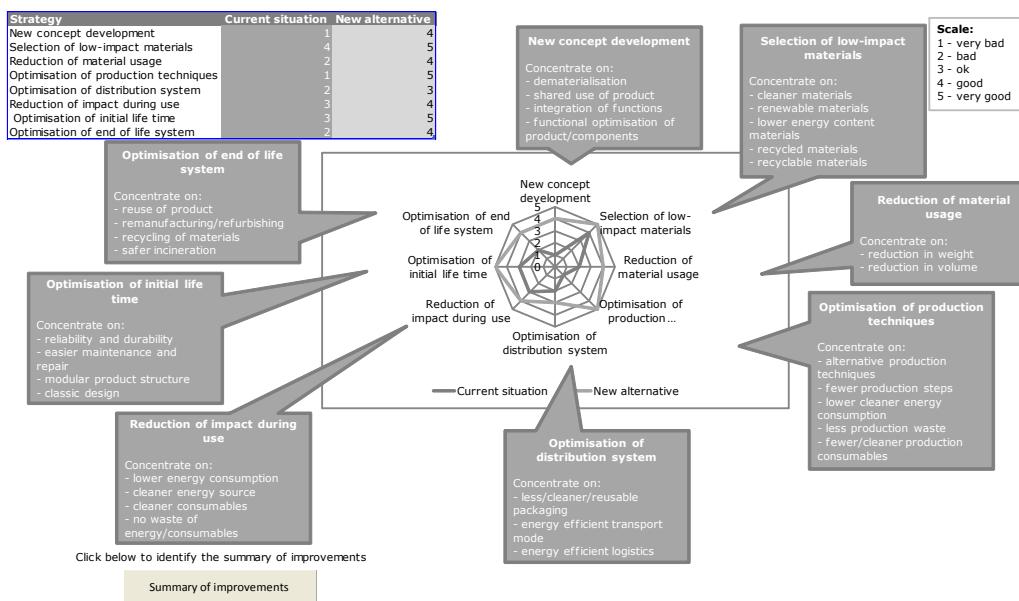 Strategy Current situation New alternative
New concept development 1 4
Selection of low-impact materials 4 5
Reduction of material usage 2 4
Optimisation of production techniques 1 5
Optimisation of distribution system 2 3
Reduction of impact during use 3 4
Optimisation of initial life time 3 5
Optimisation of end of life system 2 4
New concept development
Concentrate on:
- dematerialisation
- shared use of product
- integration of functions
- functional optimisation of
product/components
Selection of low-impact
materials
Concentrate on:
- cleaner materials
- renewable materials
- lower energy content
materials
- recycled materials
- recyclable materials
Scale:
1 - very bad
2 - bad
3 - ok
4 - good
5 - very good
Optimisation of end of life
system
Concentrate on:
- reuse of product
- remanufacturing/refurbishing
- recycling of materials
- safer incineration
Reduction of material
usage
Concentrate on:
- reduction in weight
- reduction in volume
New concept
development
Selection of low-
impact materials
Reduction of
material usage
Optimisation of
production...
Optimisation of
distribution system
Reduction of
impact during use
Optimisation of
initial life time
Optimisation of end
of life system
5
4
3
2
1
0
Current situation New alternative
Optimisation of initial life
time
Concentrate on:
- reliability and durability
- easier maintenance and
repair
- modular product structure
- classic design
Optimisation of production
techniques
Concentrate on:
- alternative production
techniques
- fewer production steps
- lower cleaner energy
consumption
- less production waste
- fewer/cleaner production
consumables
Reduction of impact during
use
Concentrate on:
- lower energy consumption
- cleaner energy source
- cleaner consumables
- no waste of
energy/consumables
Optimisation of
distribution system
Concentrate on:
- less/cleaner/reusable
packaging
- energy efficient transport
mode
- energy efficient logistics
Click below to identify the summary of improvements
Summary of improvements